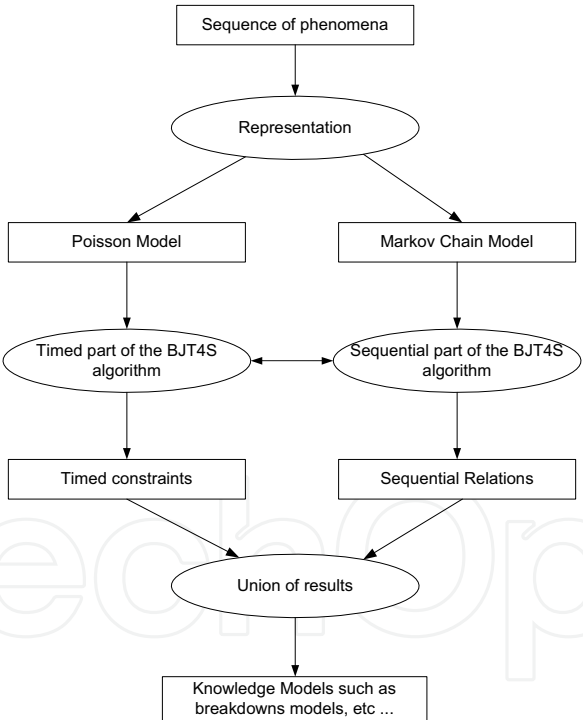 Sequence of phenomena
Representation
Poisson Model
Markov Chain Model
Timed part of the BJT4S
algorithm
Sequential part of the BJT4S
algorithm
Timed constraints
Sequential Relations
Union of results
Knowledge Models such as
breakdowns models, etc ...